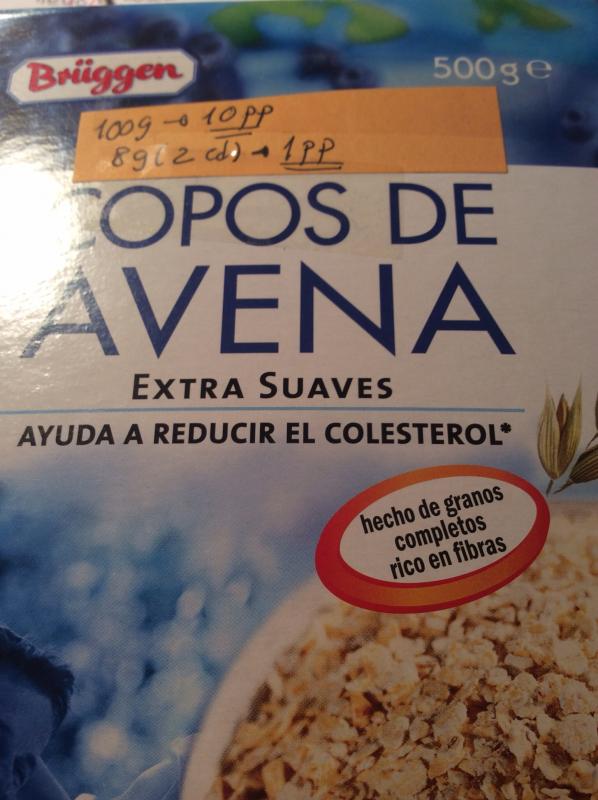 Brüggen
500g e
100g → 10pp
8g (2 cd) → 1pp
COPOS DE
AVENA
EXTRA SUAVES
AYUDA A REDUCIR EL COLESTEROL*
hecho de granos
completos
rico en fibras